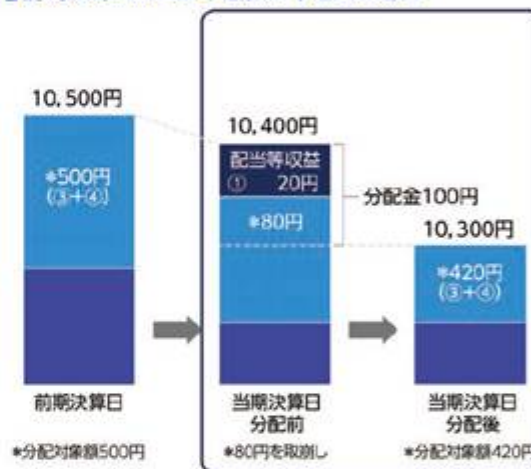 10,500円
*500円
(③+④)
前期決算日
*分配対象額500円
10,400円
配当等収益
① 20円
*80円
分配金100円
当期決算日
分配前
*80円を取崩し
10,300円
*420円
(③+④)
当期決算日
分配後
*分配対象額420円